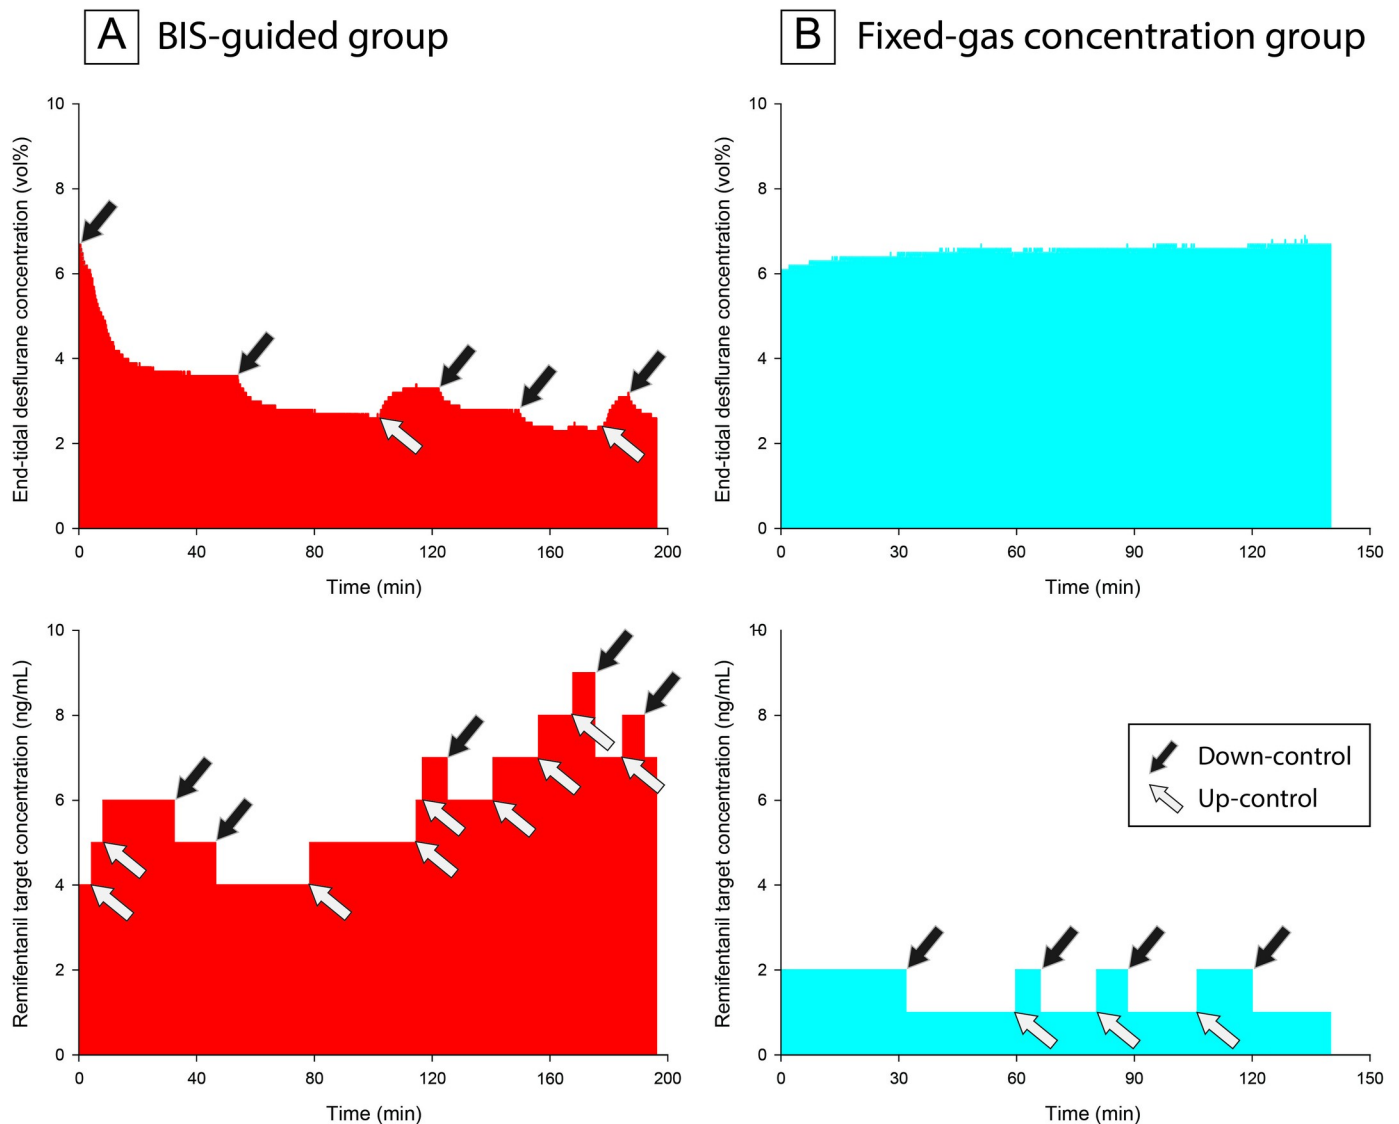 A BIS-guided group
B Fixed-gas concentration group
End-tidal desflurane concentration (vol%)
10
8
6
4
2
0
0 40 80 120 160 200
Time (min)
End-tidal desflurane concentration (vol%)
10
8
6
4
2
0
0 30 60 90 120 150
Time (min)
Remifentanil target concentration (ng/mL)
10
8
6
4
2
0
0 40 80 120 160 200
Time (min)
Remifentanil target concentration (ng/mL)
10
8
6
4
2
0
0 30 60 90 120 150
Time (min)
Down-control
Up-control